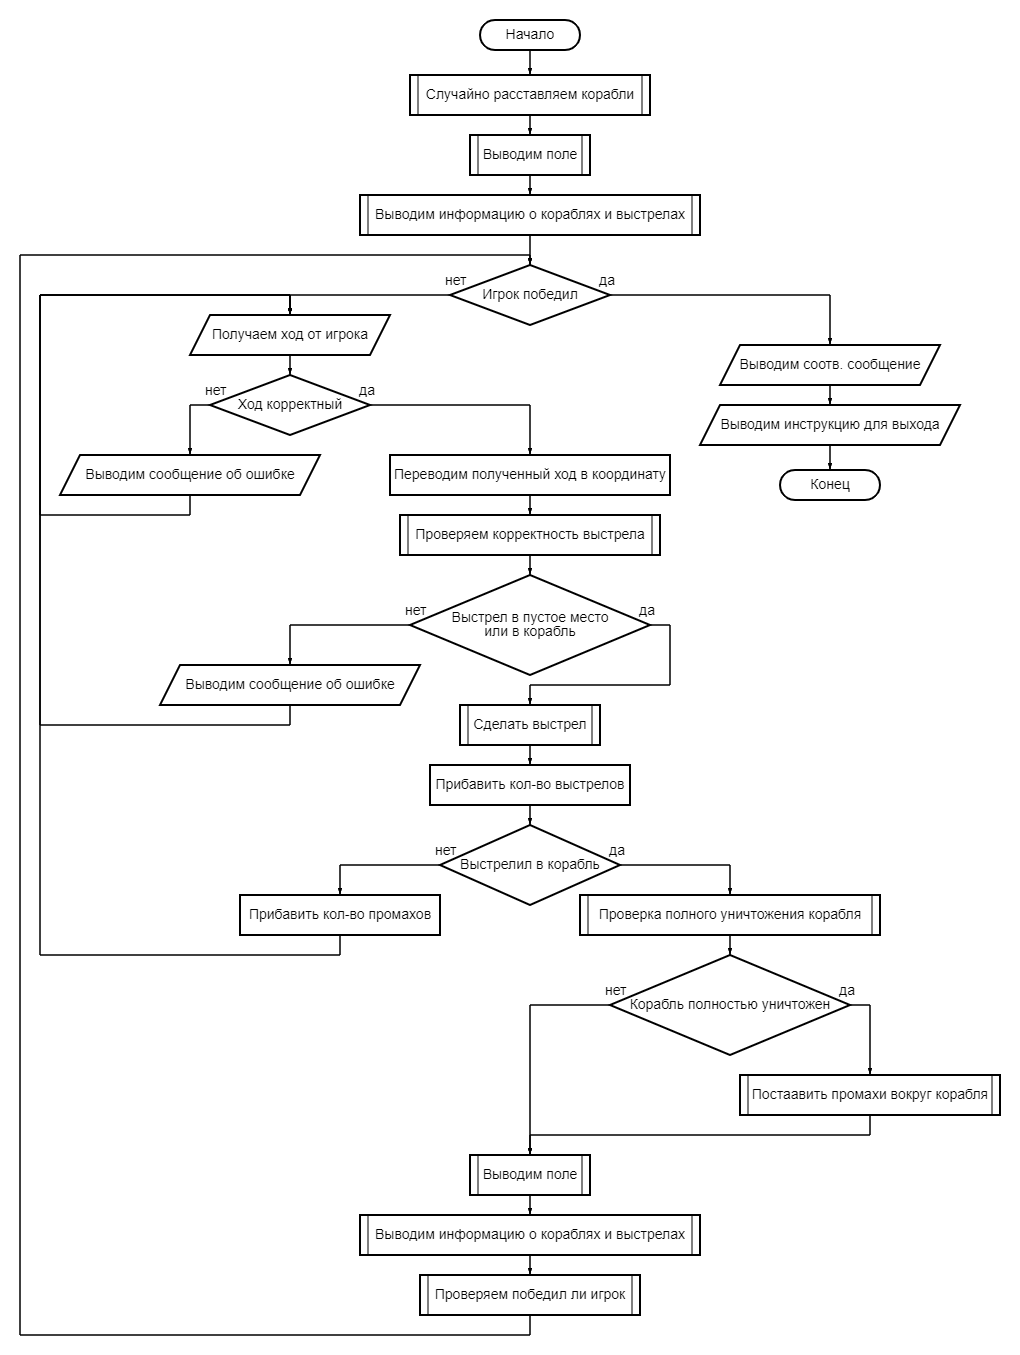 Начало
Случайно расставляем корабли
Выводим поле
Выводим информацию о кораблях и выстрелах
нет
да
Игрок победил
Получаем ход от игрока
Выводим соотв. сообщение
нет
да
Ход корректный
Выводим инструкцию для выхода
Выводим сообщение об ошибке
Переводим полученный ход в координату
Конец
Проверяем корректность выстрела
нет
да
Выстрел в пустое место
или в корабль
Выводим сообщение об ошибке
Сделать выстрел
Прибавить кол-во выстрелов
нет
да
Выстрелил в корабль
Прибавить кол-во промахов
Проверка полного уничтожения корабля
нет
да
Корабль полностью уничтожен
Постаавить промахи вокруг корабля
Выводим поле
Выводим информацию о кораблях и выстрелах
Проверяем победил ли игрок